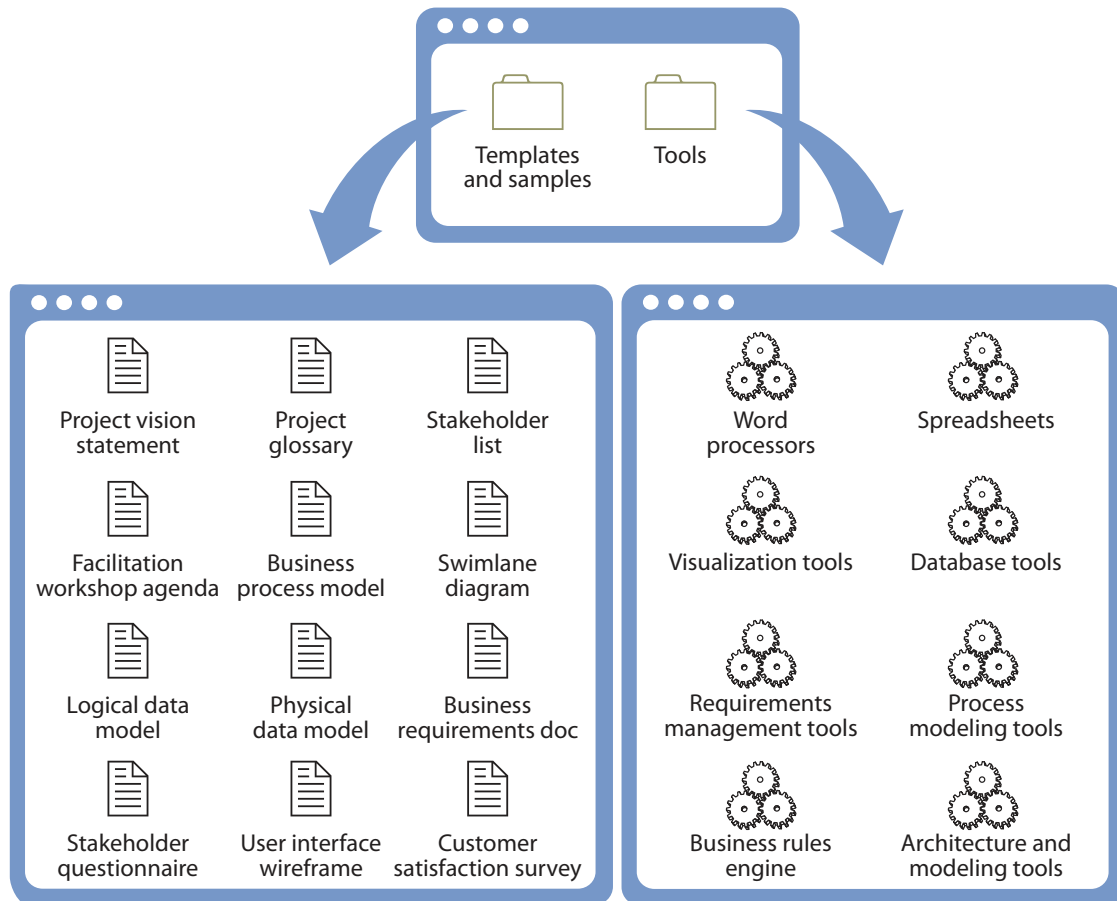 Templates
and samples
Tools
Project vision
statement
Project
glossary
Stakeholder
list
Facilitation
workshop agenda
Business
process model
Swimlane
diagram
Logical data
model
Physical
data model
Business
requirements doc
Stakeholder
questionnaire
User interface
wireframe
Customer
satisfaction survey
Word
processors
Spreadsheets
Visualization tools
Database tools
Requirements
management tools
Process
modeling tools
Business rules
engine
Architecture and
modeling tools